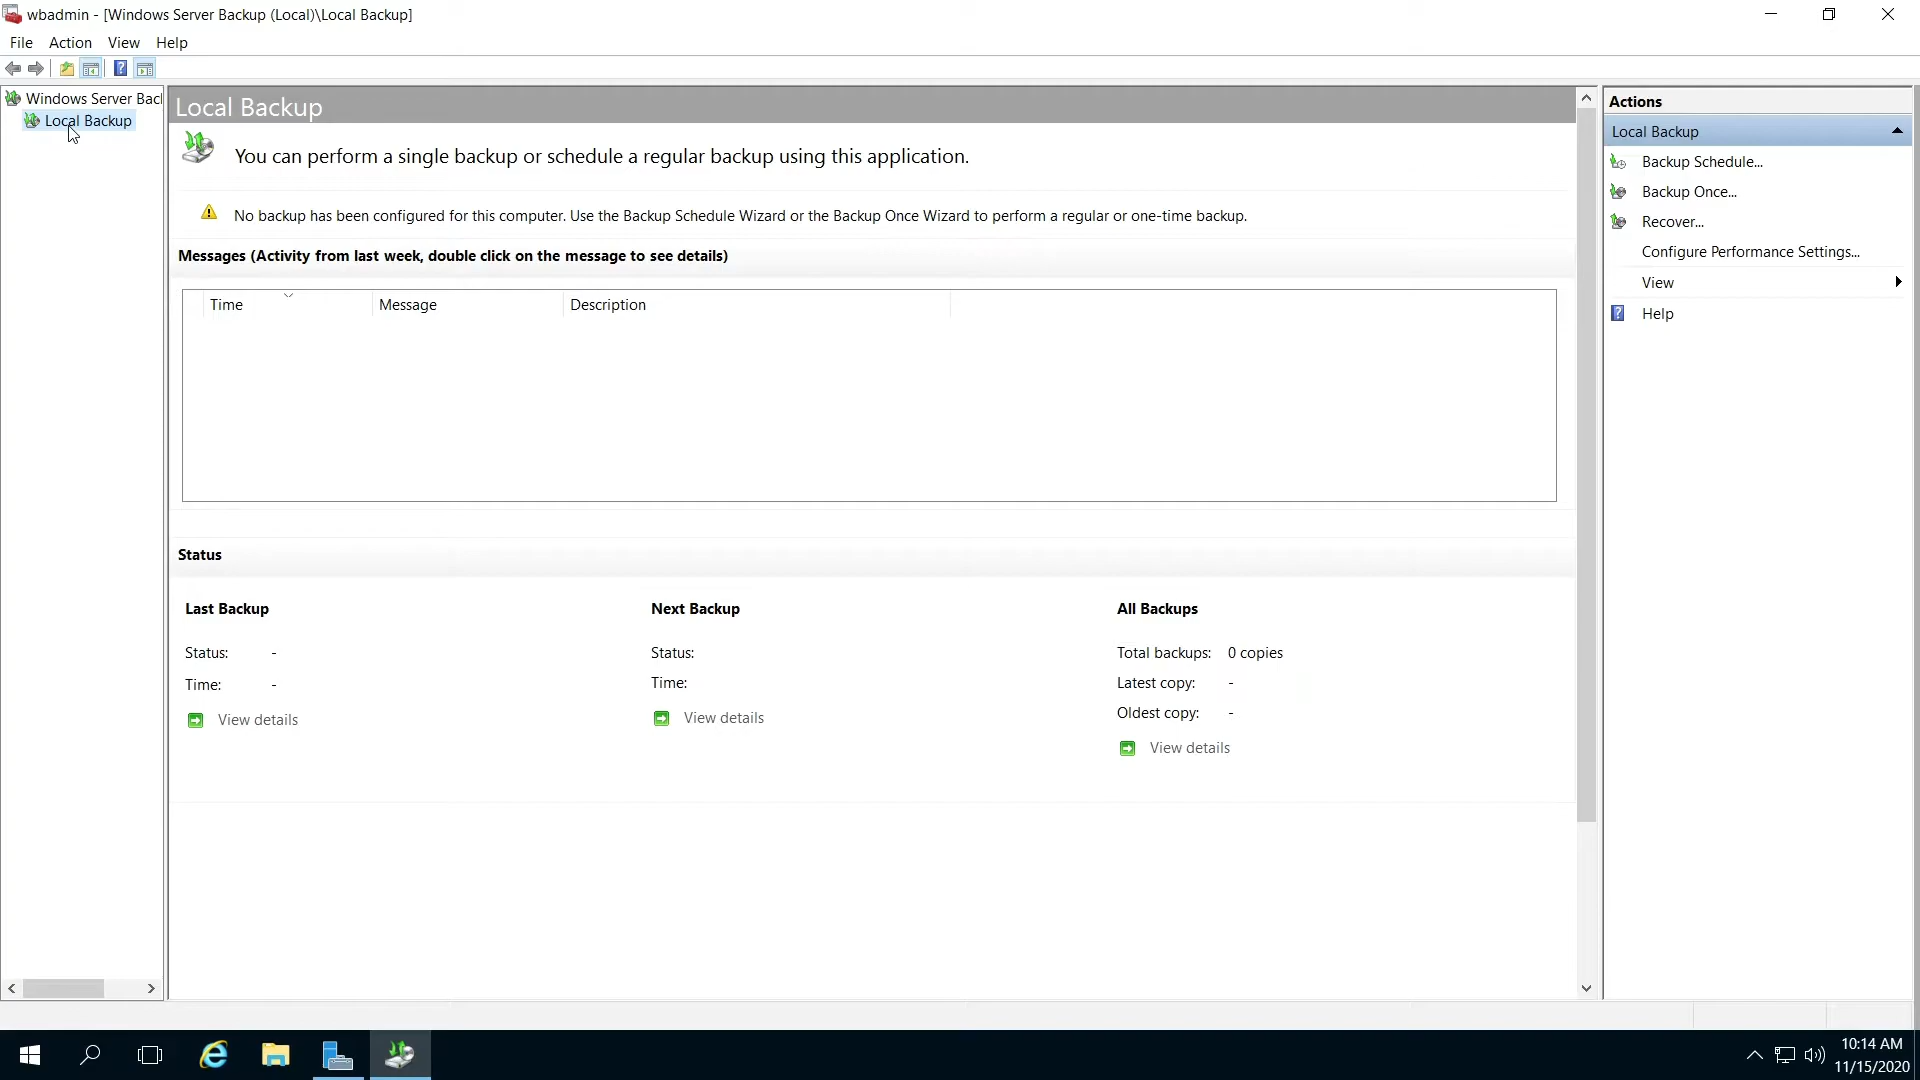 wbadmin - [Windows Server Backup (Local)\Local Backup]
File Action View Help
Windows Server Bac
Local Backup
Local Backup
You can perform a single backup or schedule a regular backup using this application.
No backup has been configured for this computer. Use the Backup Schedule Wizard or the Backup Once Wizard to perform a regular or one-time backup.
Messages (Activity from last week, double click on the message to see details)
Time Message Description
Status
Last Backup
Status: -
Time: -
View details
Next Backup
Status:
Time:
View details
All Backups
Total backups: 0 copies
Latest copy: -
Oldest copy: -
View details
Actions
Local Backup
Backup Schedule...
Backup Once...
Recover...
Configure Performance Settings...
View
Help
10:14 AM
11/15/2020